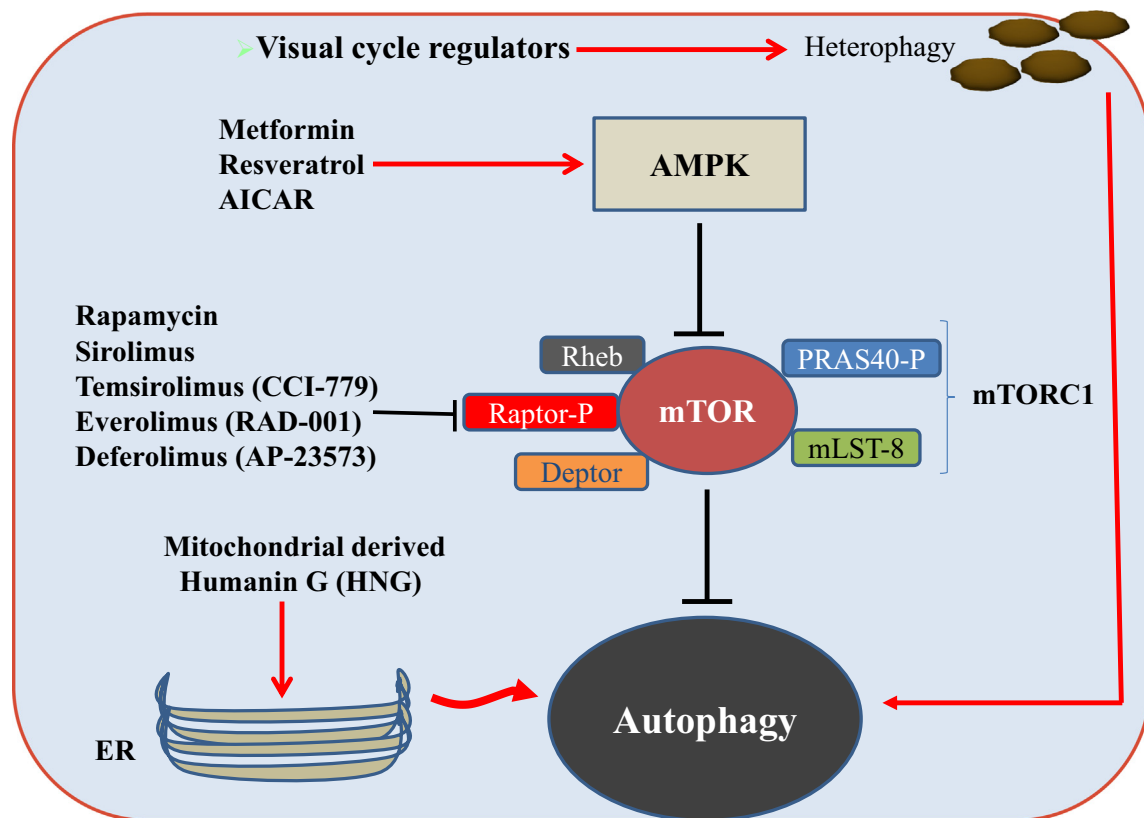 Visual cycle regulators
Heterophagy
Metformin
Resveratrol
AICAR
AMPK
Rapamycin
Sirolimus
Temsirolimus (CCI-779)
Everolimus (RAD-001)
Deferolimus (AP-23573)
Rheb
Raptor-P
Deptor
mTOR
PRAS40-P
mLST-8
mTORC1
Mitochondrial derived
Humanin G (HNG)
ER
Autophagy